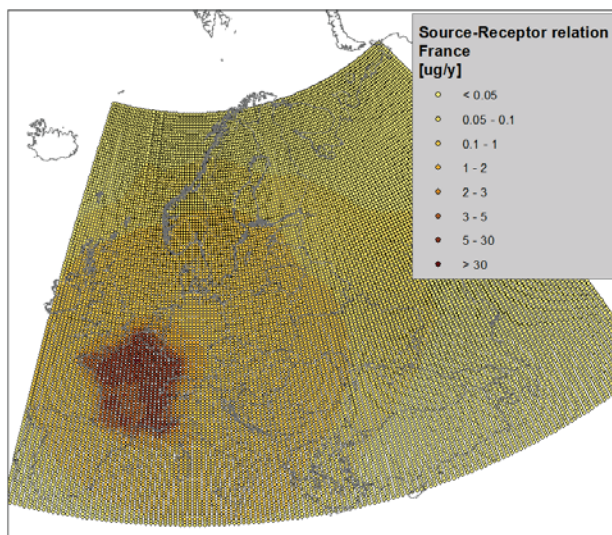 Source-Receptor relation
France
[ug/y]
< 0.05
0.05 - 0.1
0.1 - 1
1 - 2
2 - 3
3 - 5
5 - 30
> 30